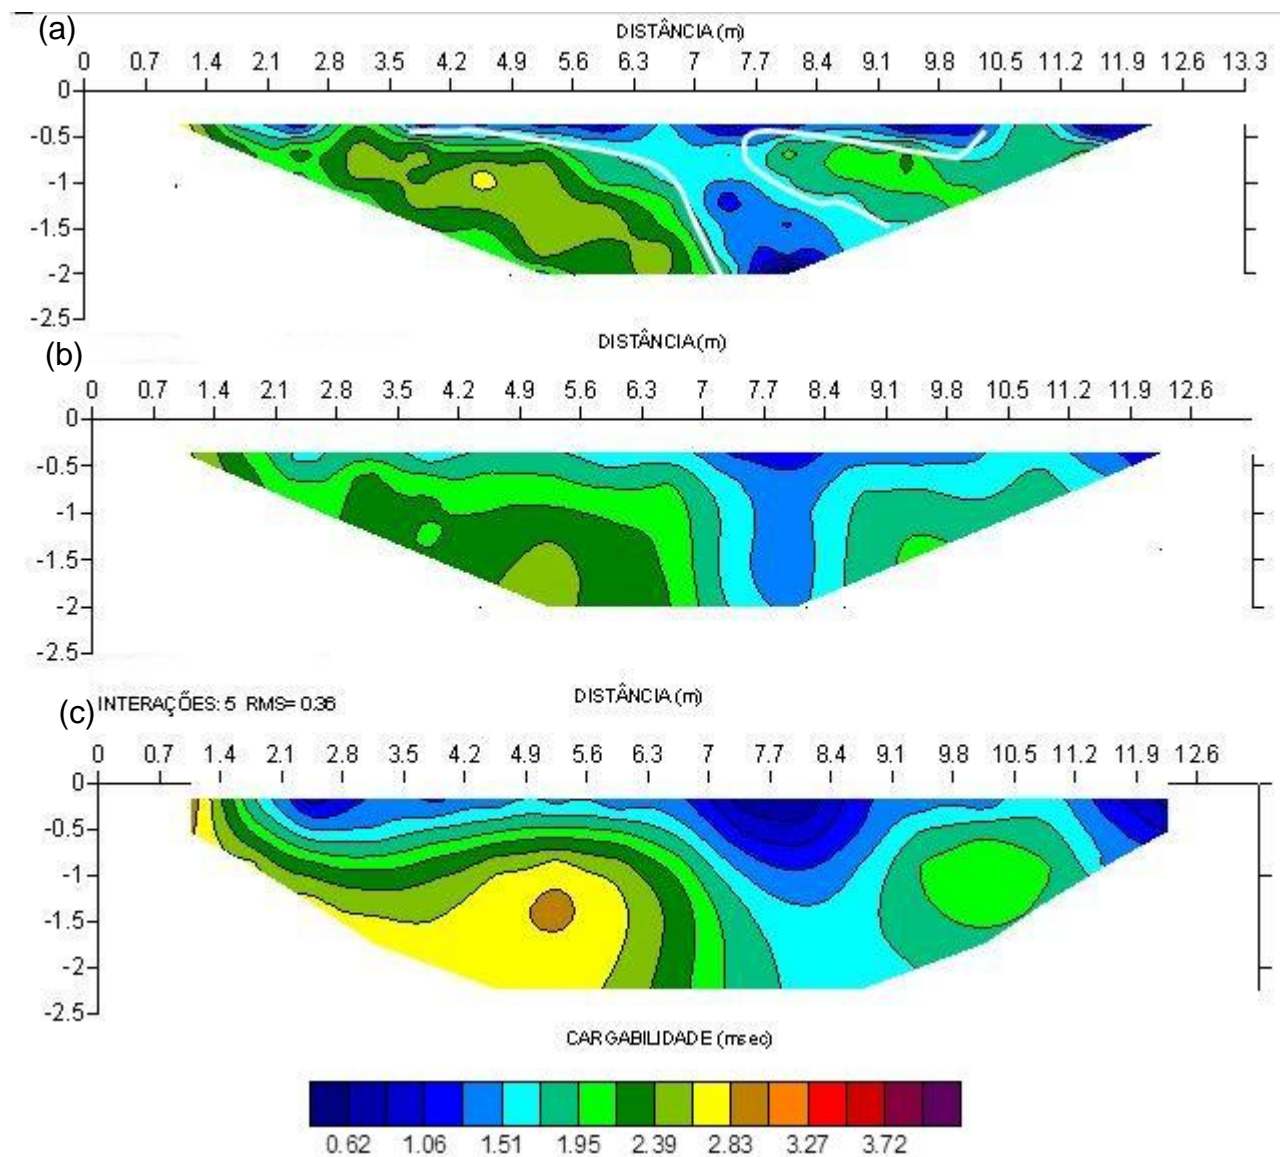 (a)
DISTÂNCIA (m)
0 0.7 1.4 2.1 2.8 3.5 4.2 4.9 5.6 6.3 7 7.7 8.4 9.1 9.8 10.5 11.2 11.9 12.6 13.3
0
-0.5
-1
-1.5
-2
-2.5
(b)
DISTÂNCIA (m)
0 0.7 1.4 2.1 2.8 3.5 4.2 4.9 5.6 6.3 7 7.7 8.4 9.1 9.8 10.5 11.2 11.9 12.6
0
-0.5
-1
-1.5
-2
-2.5
(c)
INTERAÇÕES: 5 RMS= 0.36
DISTÂNCIA (m)
0 0.7 1.4 2.1 2.8 3.5 4.2 4.9 5.6 6.3 7 7.7 8.4 9.1 9.8 10.5 11.2 11.9 12.6
0
-0.5
-1
-1.5
-2
-2.5
CARGABILIDADE (msec)
0.62 1.06 1.51 1.95 2.39 2.83 3.27 3.72